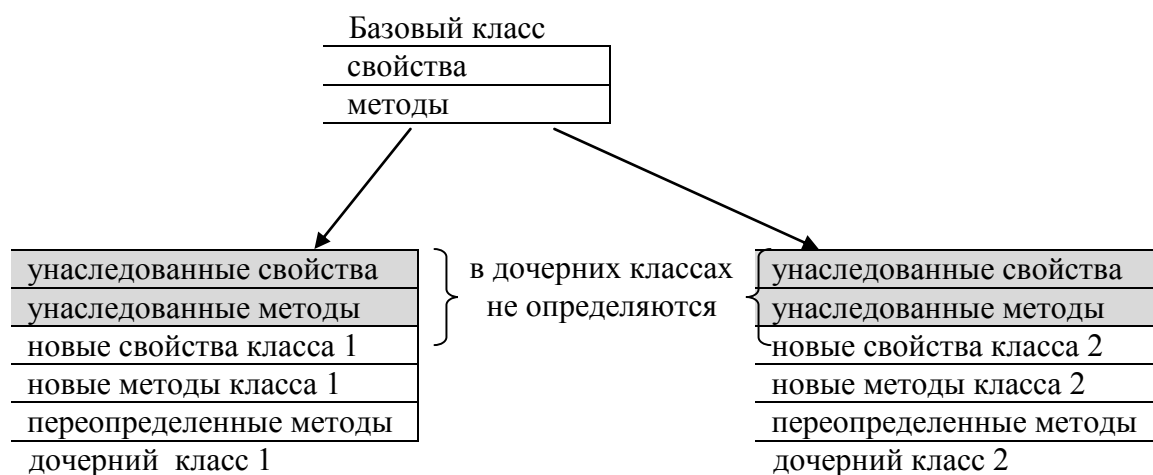 Базовый класс
свойства
методы
унаследованные свойства
унаследованные методы
новые свойства класса 1
новые методы класса 1
переопределенные методы
дочерний класс 1
в дочерних классах
не определяются
унаследованные свойства
унаследованные методы
новые свойства класса 2
новые методы класса 2
переопределенные методы
дочерний класс 2